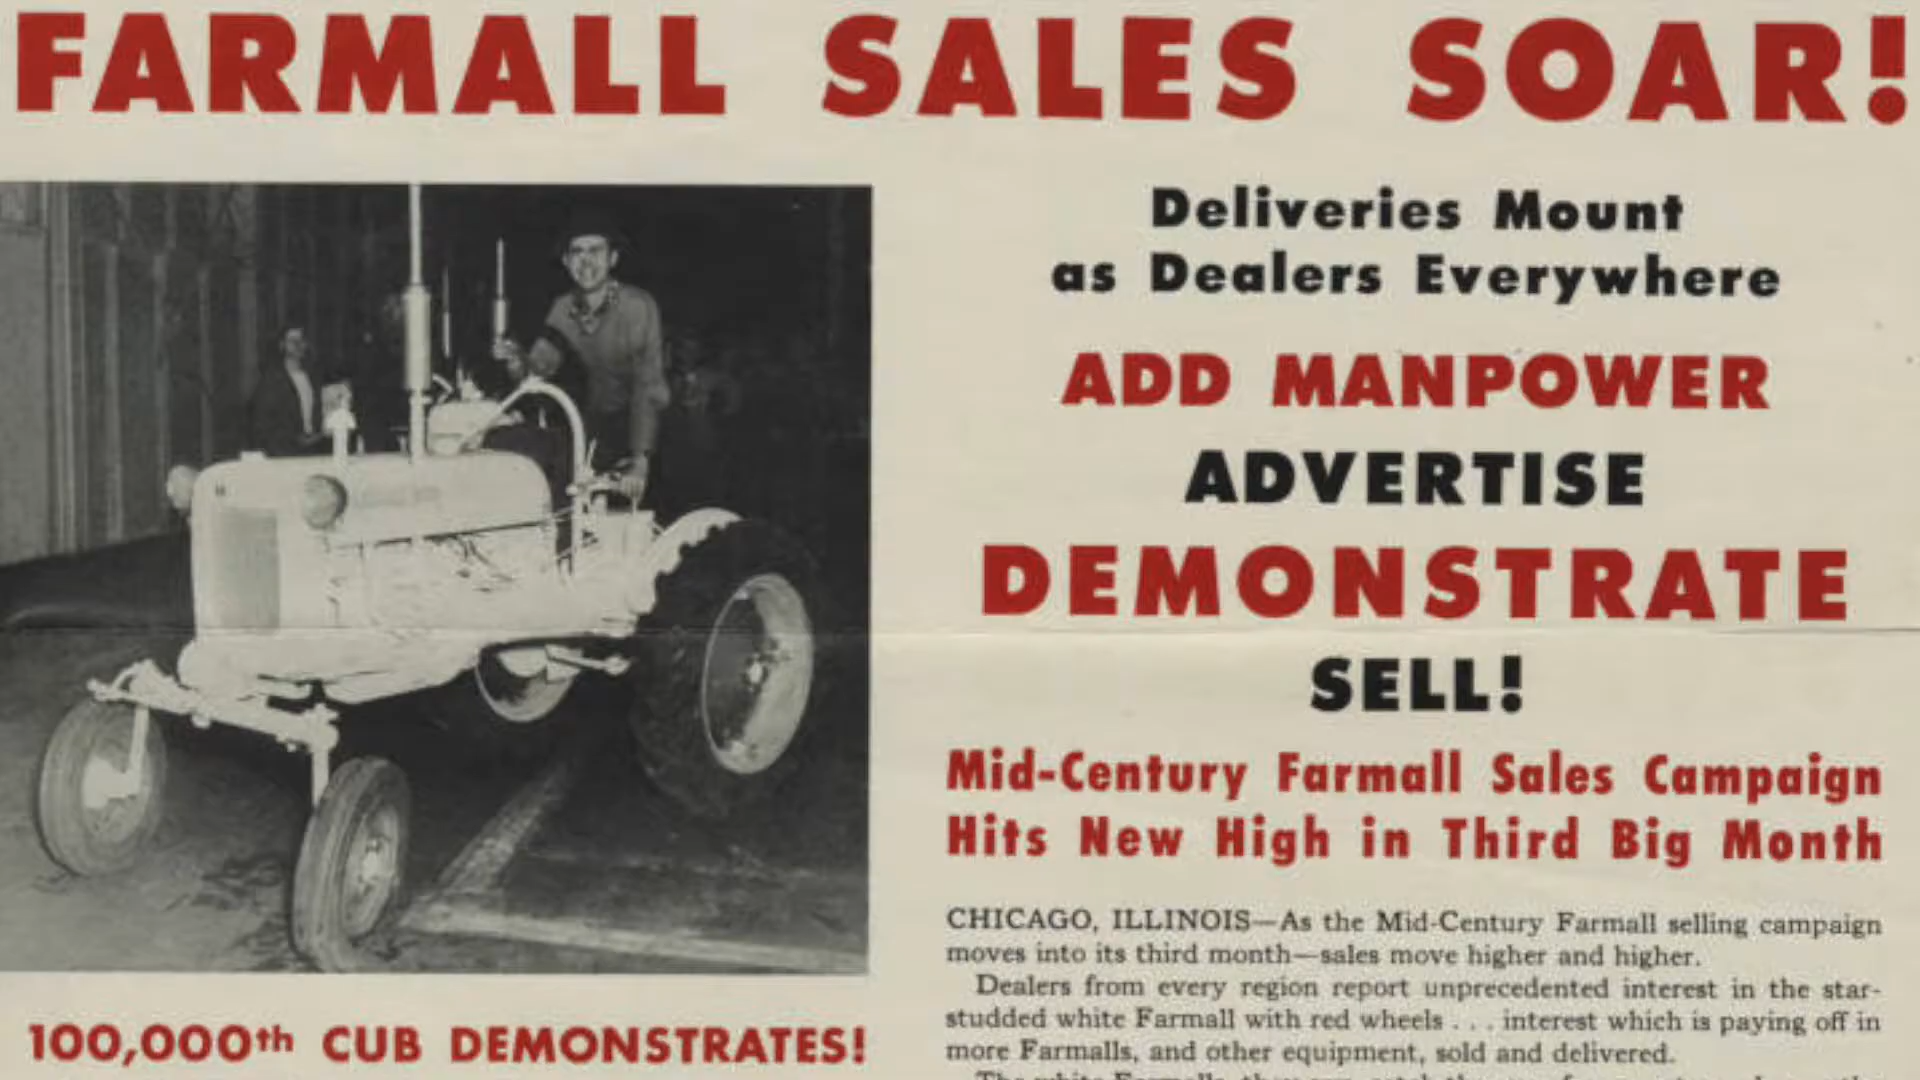 FARMALL SALES SOAR!
Deliveries Mount
as Dealers Everywhere
ADD MANPOWER
ADVERTISE
DEMONSTRATE
SELL!
Mid-Century Farmall Sales Campaign
Hits New High in Third Big Month
CHICAGO, ILLINOIS—As the Mid-Century Farmall selling campaign
moves into its third month—sales move higher and higher.
Dealers from every region report unprecedented interest in the star-
studded white Farmall with red wheels . . . interest which is paying off in
more Farmalls, and other equipment, sold and delivered.
100,000th CUB DEMONSTRATES!